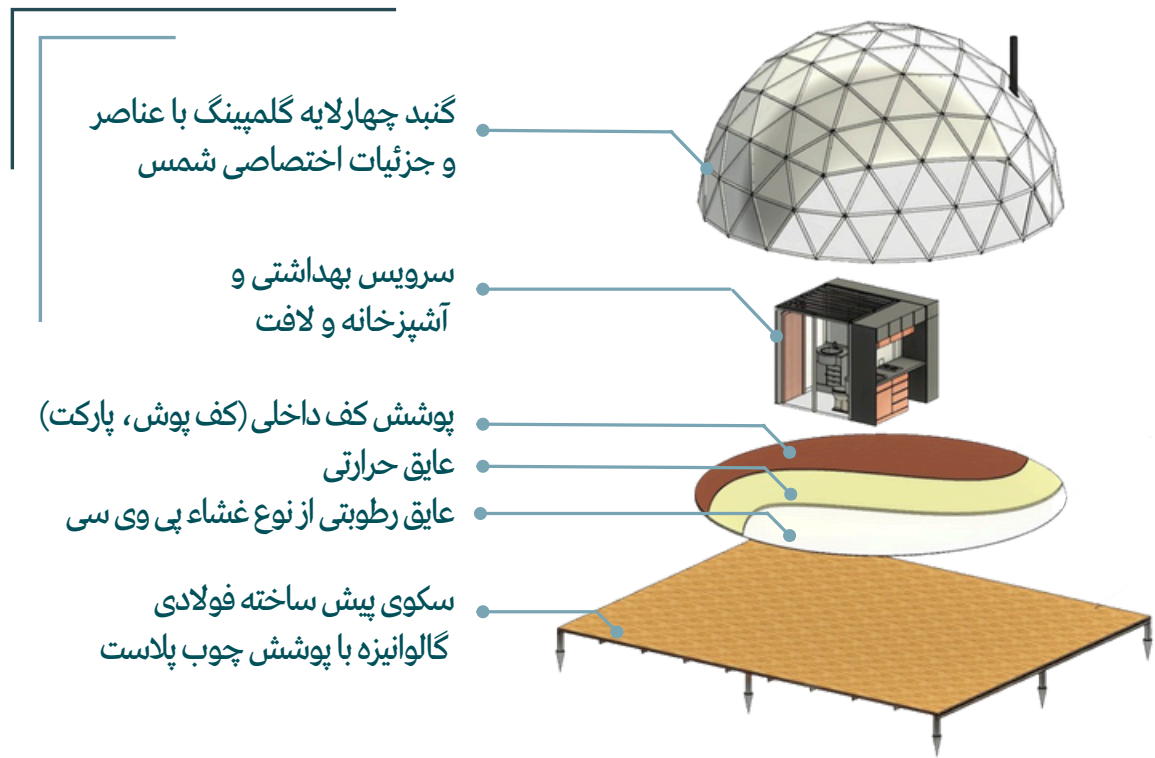 گنبد چهارلایه گلمپینگ با عناصر
و جزئیات اختصاصی شمس
سرویس بهداشتی و
آشپزخانه و لافت
پوشش کف داخلی (کف پوش، پارکت)
عایق حرارتی
عایق رطوبتی از نوع غشاء پی وی سی
سکوی پیش ساخته فولادی
گالوانیزه با پوشش چوب پلاست